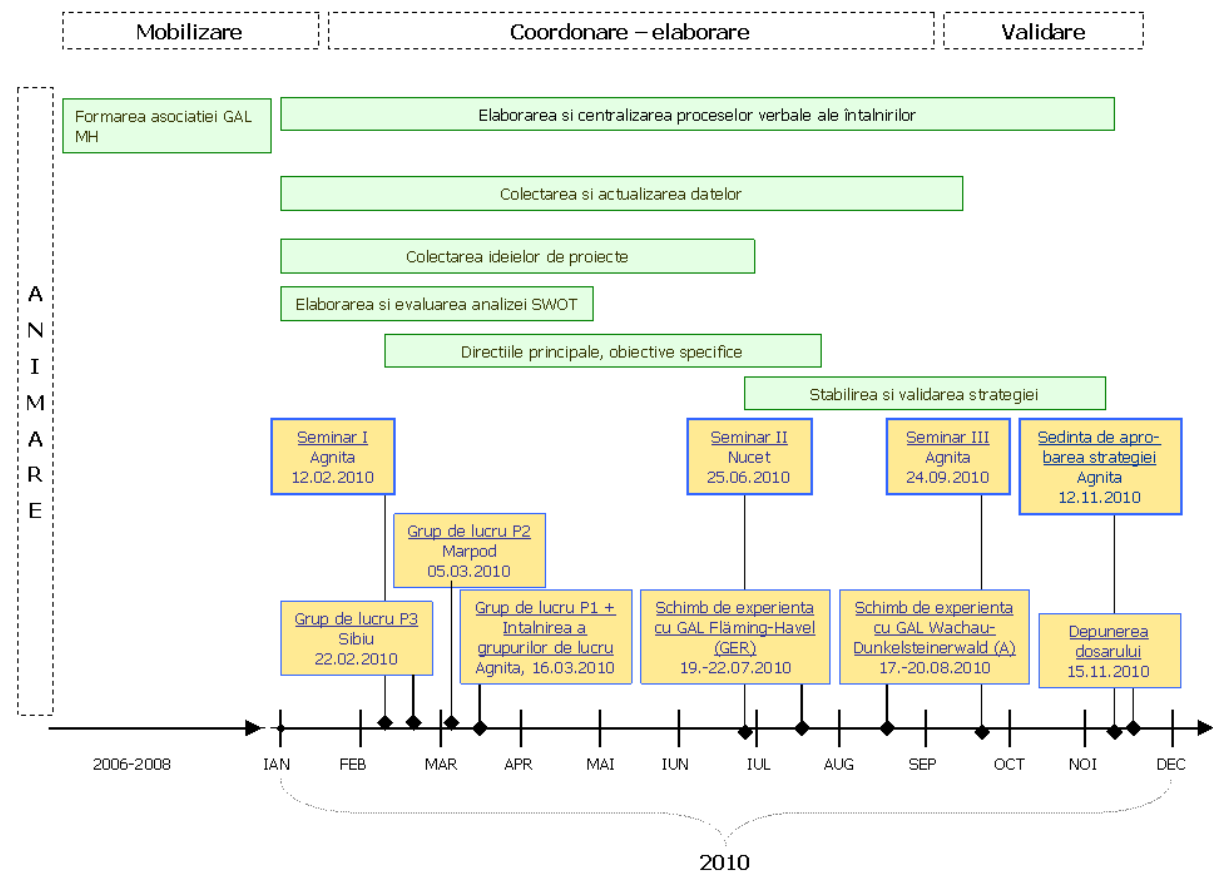 Mobilizare
Coordonare – elaborare
Validare
A
N
I
M
A
R
E
Formarea asociatiei GAL
MH
Elaborarea si centralizarea proceselor verbale ale întalnirilor
Colectarea si actualizarea datelor
Colectarea ideielor de proiecte
Elaborarea si evaluarea analizei SWOT
Directiile principale, obiective specifice
Stabilirea si validarea strategiei
Seminar I
Agnita
12.02.2010
Seminar II
Nucet
25.06.2010
Seminar III
Agnita
24.09.2010
Sedinta de apro-
barea strategiei
Agnita
12.11.2010
Grup de lucru P2
Marpod
05.03.2010
Grup de lucru P3
Sibiu
22.02.2010
Grup de lucru P1 +
Intalnirea a
grupurilor de lucru
Agnita, 16.03.2010
Schimb de experienta
cu GAL Fläming-Havel
(GER)
19.-22.07.2010
Schimb de experienta
cu GAL Wachau-
Dunkelsteinerwald (A)
17.-20.08.2010
Depunerea
dosarului
15.11.2010
2006-2008 IAN FEB MAR APR MAI IUN IUL AUG SEP OCT NOI DEC
2010